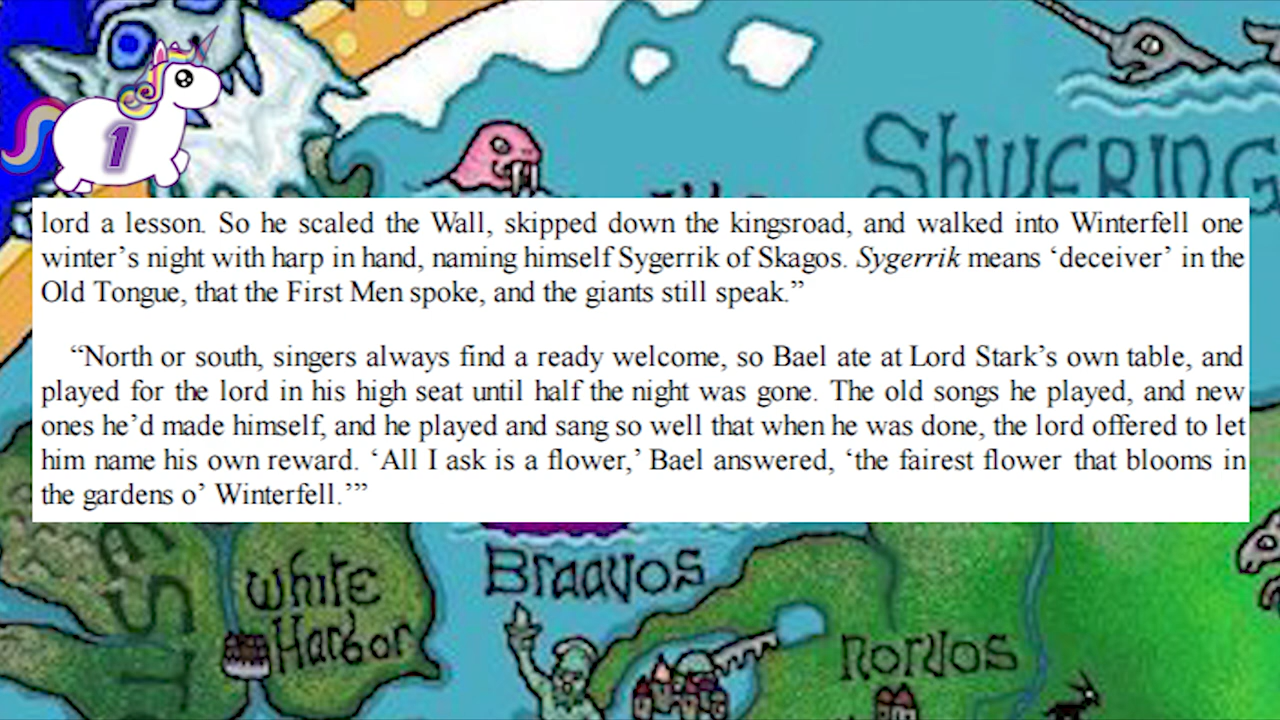 1
SHIVERING
lord a lesson. So he scaled the Wall, skipped down the kingsroad, and walked into Winterfell one
winter’s night with harp in hand, naming himself Sygerrik of Skagos. Sygerrik means ‘deceiver’ in the
Old Tongue, that the First Men spoke, and the giants still speak.”
“North or south, singers always find a ready welcome, so Bael ate at Lord Stark’s own table, and
played for the lord in his high seat until half the night was gone. The old songs he played, and new
ones he’d made himself, and he played and sang so well that when he was done, the lord offered to let
him name his own reward. ‘All I ask is a flower,’ Bael answered, ‘the fairest flower that blooms in
the gardens o’ Winterfell.’”
White
Harbor
Braavos
Norvos